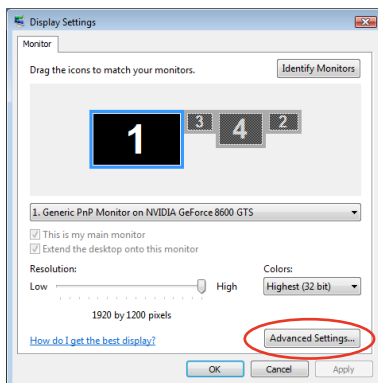 Display Settings
Monitor
Drag the icons to match your monitors.
Identify Monitors
1
3
4
2
1. Generic PnP Monitor on NVIDIA GeForce 8600 GTS
This is my main monitor
Extend the desktop onto this monitor
Resolution:
Colors:
Low
High
Highest (32 bit)
1920 by 1200 pixels
How do I get the best display?
Advanced Settings...
OK
Cancel
Apply